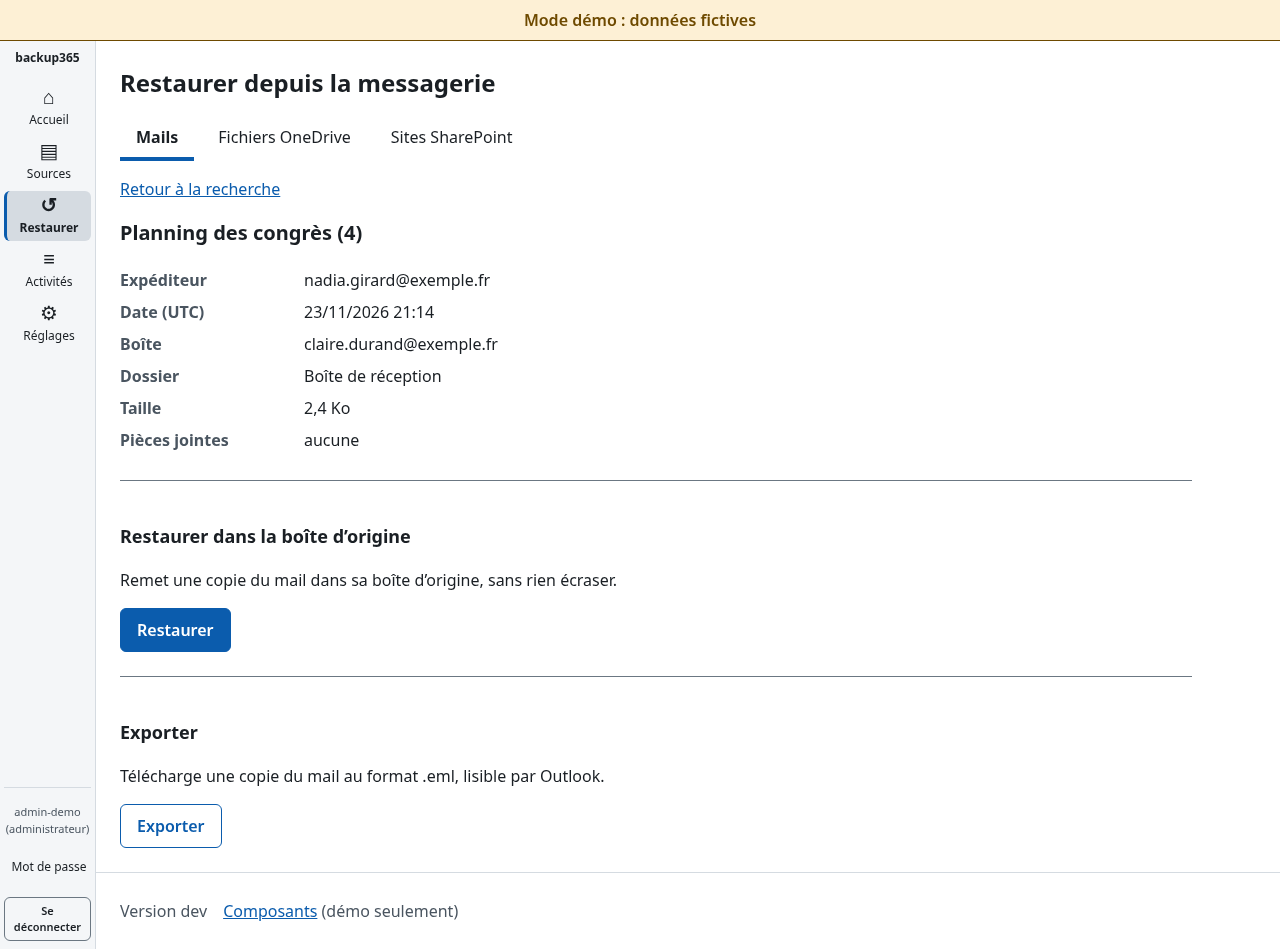 Mode démo : données fictives
backup365
Accueil
Sources
Restaurer
Activités
Réglages
admin-demo
(administrateur)
Mot de passe
Se
déconnecter
Restaurer depuis la messagerie
Mails Fichiers OneDrive Sites SharePoint
Retour à la recherche
Planning des congrès (4)
Expéditeur nadia.girard@exemple.fr
Date (UTC) 23/11/2026 21:14
Boîte claire.durand@exemple.fr
Dossier Boîte de réception
Taille 2,4 Ko
Pièces jointes aucune
Restaurer dans la boîte d’origine
Remet une copie du mail dans sa boîte d’origine, sans rien écraser.
Restaurer
Exporter
Télécharge une copie du mail au format .eml, lisible par Outlook.
Exporter
Version dev Composants (démo seulement)